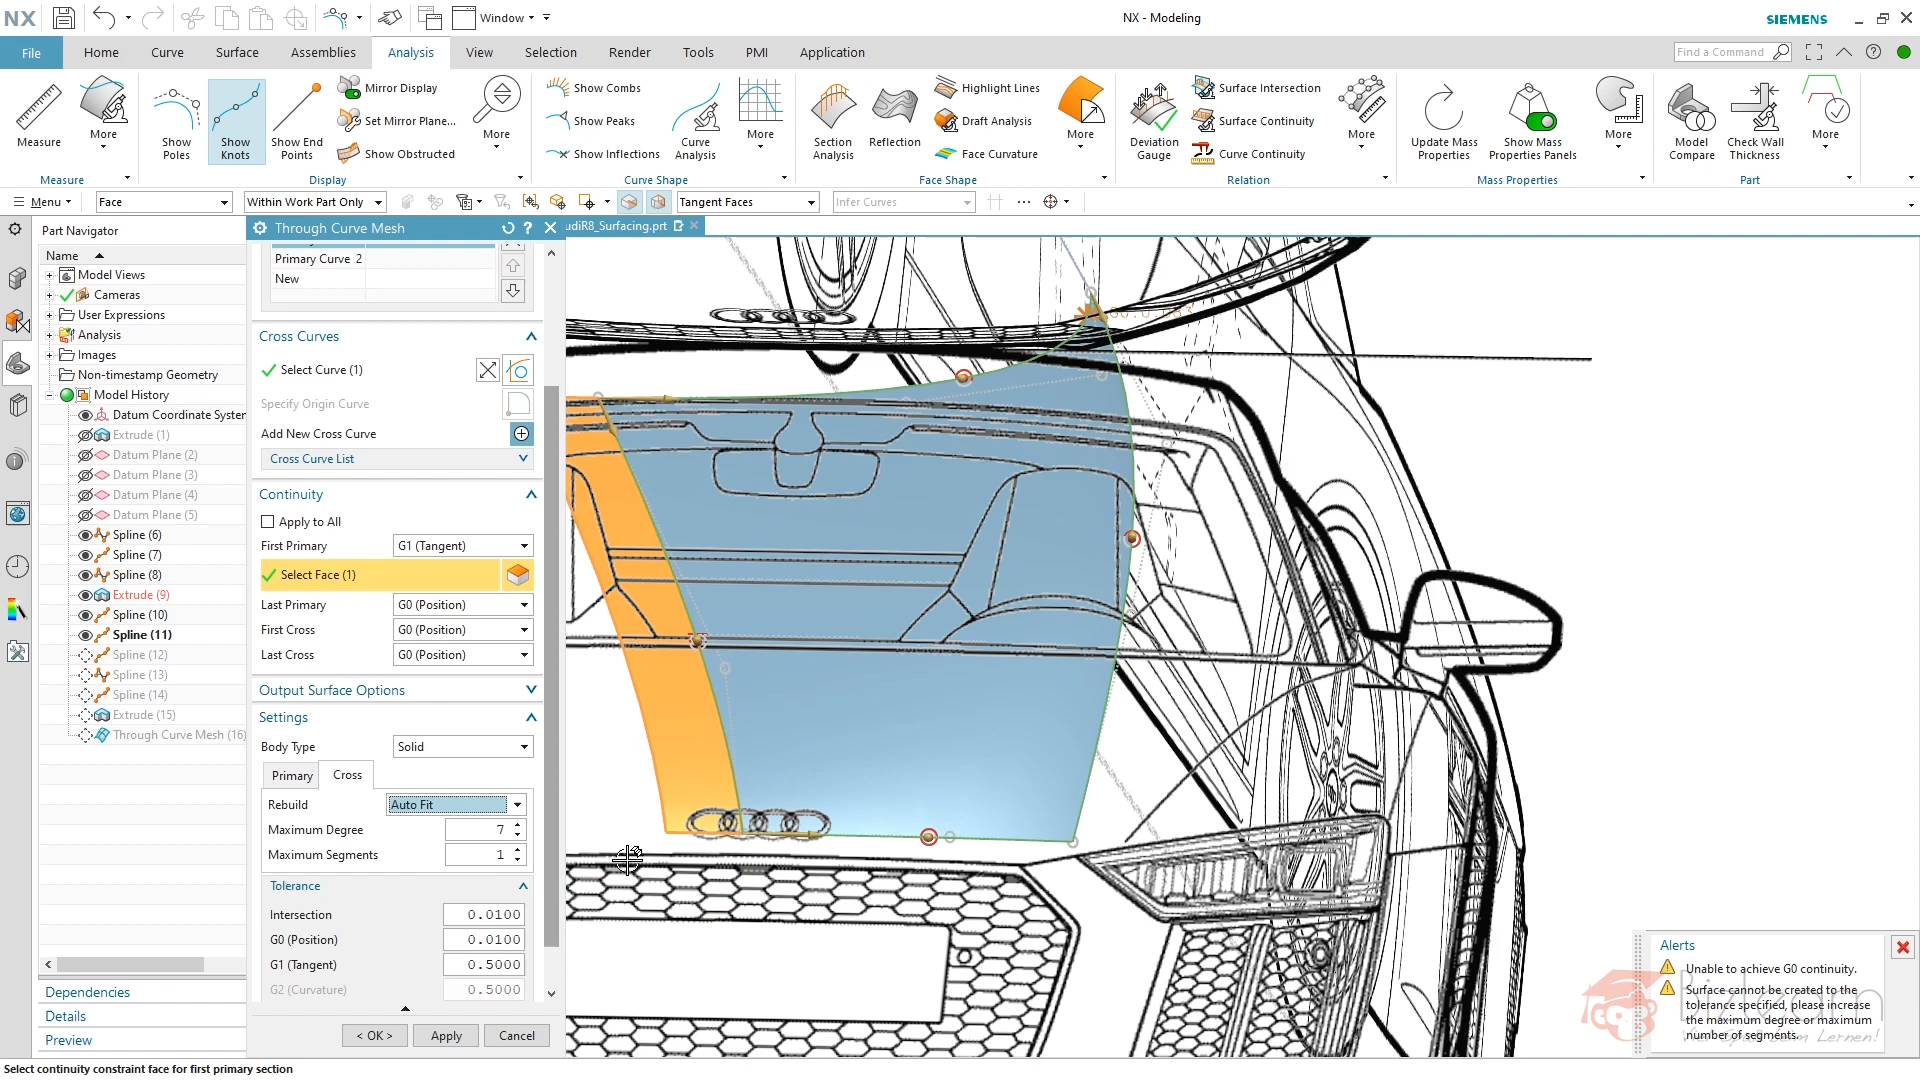 NX
Window
NX - Modeling
SIEMENS
File
Home
Curve
Surface
Assemblies
Analysis
View
Selection
Render
Tools
PMI
Application
Find a Command
Measure
More
Show Poles
Show Knots
Show End Points
Mirror Display
Set Mirror Plane...
Show Obstructed
More
Show Combs
Show Peaks
Show Inflections
Curve Analysis
More
Section Analysis
Reflection
Highlight Lines
Draft Analysis
Face Curvature
More
Deviation Gauge
Surface Intersection
Surface Continuity
Curve Continuity
More
Update Mass Properties
Show Mass Properties Panels
More
Model Compare
Check Wall Thickness
More
Measure
Display
Curve Shape
Face Shape
Relation
Mass Properties
Part
Menu
Face
Within Work Part Only
Tangent Faces
Infer Curves
Part Navigator
Name
Model Views
Cameras
User Expressions
Analysis
Images
Non-timestamp Geometry
Model History
Datum Coordinate System
Extrude (1)
Datum Plane (2)
Datum Plane (3)
Datum Plane (4)
Datum Plane (5)
Spline (6)
Spline (7)
Spline (8)
Extrude (9)
Spline (10)
Spline (11)
Spline (12)
Spline (13)
Spline (14)
Extrude (15)
Through Curve Mesh (16)
Dependencies
Details
Preview
Through Curve Mesh
udiR8_Surfacing.prt
Primary Curve 2
New
Cross Curves
Select Curve (1)
Specify Origin Curve
Add New Cross Curve
Cross Curve List
Continuity
Apply to All
First Primary
G1 (Tangent)
Select Face (1)
Last Primary
G0 (Position)
First Cross
G0 (Position)
Last Cross
G0 (Position)
Output Surface Options
Settings
Body Type
Solid
Primary
Cross
Rebuild
Auto Fit
Maximum Degree
7
Maximum Segments
1
Tolerance
Intersection
0.0100
G0 (Position)
0.0100
G1 (Tangent)
0.5000
G2 (Curvature)
0.5000
< OK >
Apply
Cancel
Alerts
Unable to achieve G0 continuity.
Surface cannot be created to the
tolerance specified, please increase
the maximum degree or maximum
number of segments.
Select continuity constraint face for first primary section